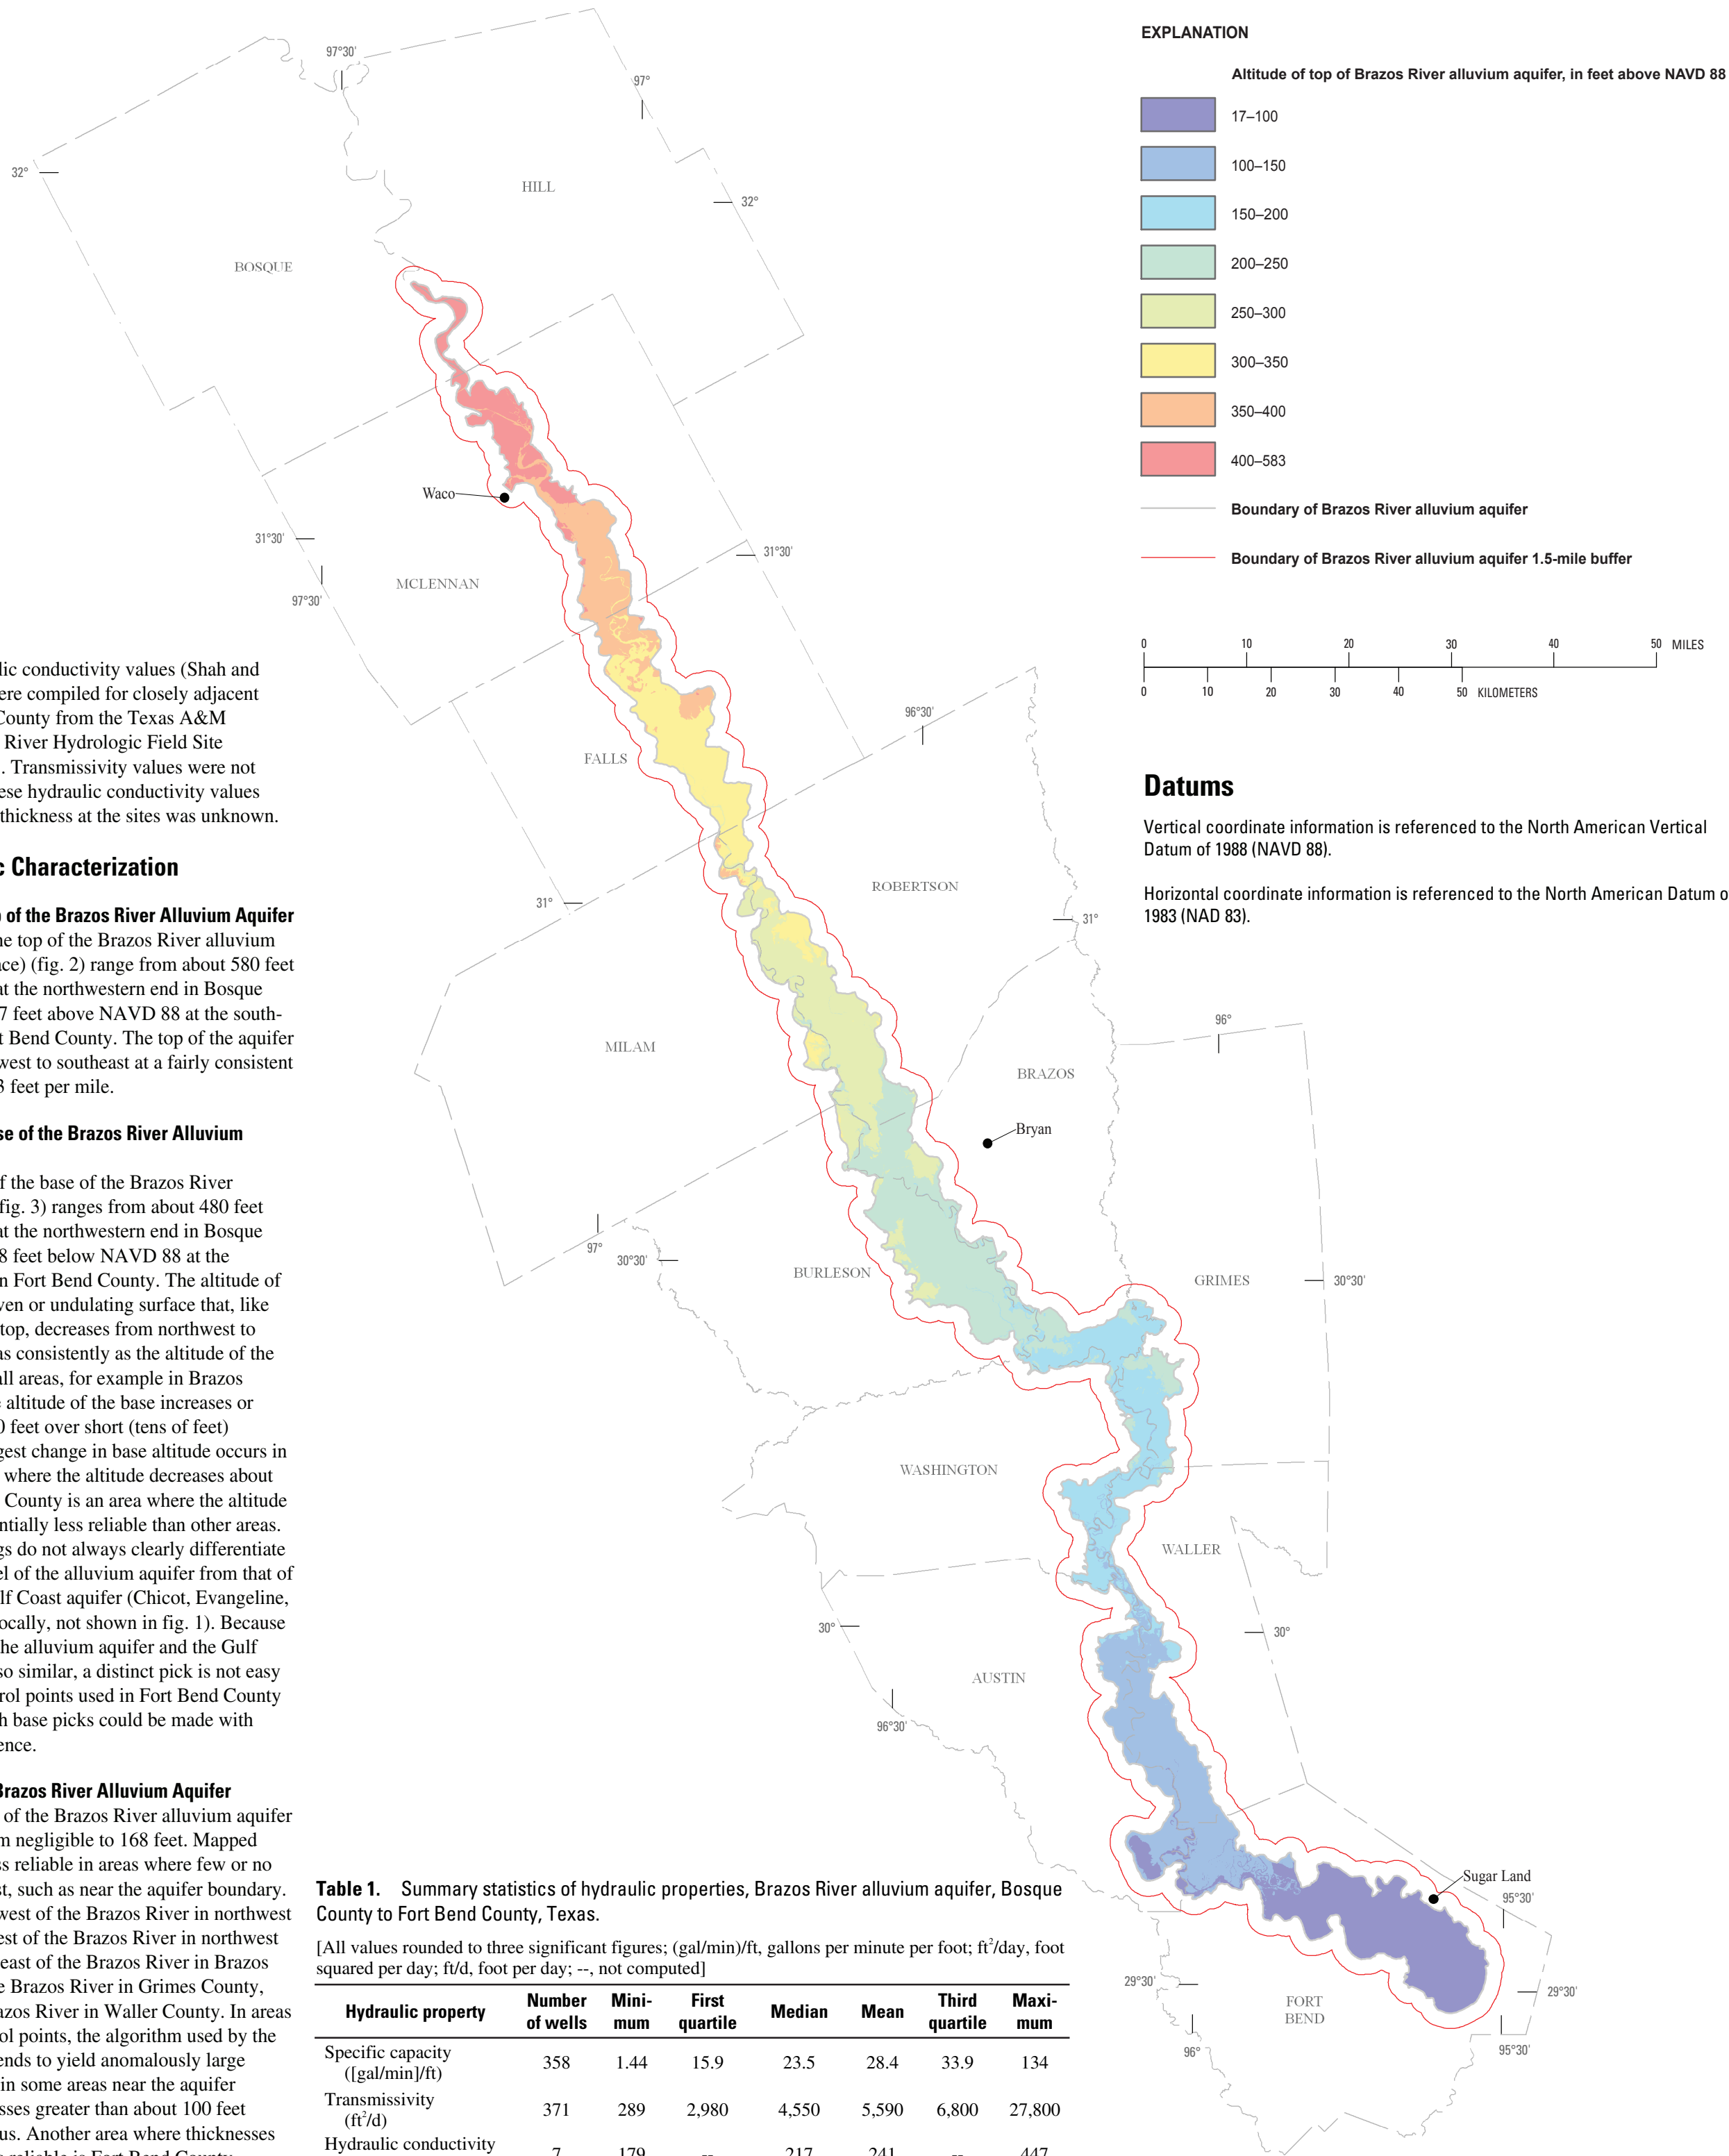 EXPLANATION
Altitude of top of Brazos River alluvium aquifer, in feet above NAVD 88
17–100
100–150
150–200
200–250
250–300
300–350
350–400
400–583
Boundary of Brazos River alluvium aquifer
Boundary of Brazos River alluvium aquifer 1.5-mile buffer
0 10 20 30 40 50 MILES
0 10 20 30 40 50 KILOMETERS
Datums
Vertical coordinate information is referenced to the North American Vertical
Datum of 1988 (NAVD 88).
Horizontal coordinate information is referenced to the North American Datum o
1983 (NAD 83).
97°30'
97°
32°
HILL
32°
BOSQUE
Waco
31°30'
31°30'
MCLENNAN
97°30'
96°30'
FALLS
ROBERTSON
31°
31°
96°
MILAM
BRAZOS
Bryan
97°
30°30'
BURLESON
GRIMES
30°30'
WASHINGTON
WALLER
30°
30°
AUSTIN
96°30'
Sugar Land
95°30'
29°30'
29°30'
FORT
BEND
96°
95°30'
lic conductivity values (Shah and
ere compiled for closely adjacent
County from the Texas A&M
River Hydrologic Field Site
. Transmissivity values were not
ese hydraulic conductivity values
thickness at the sites was unknown.
c Characterization
p of the Brazos River Alluvium Aquifer
he top of the Brazos River alluvium
ace) (fig. 2) range from about 580 feet
at the northwestern end in Bosque
7 feet above NAVD 88 at the south-
t Bend County. The top of the aquifer
west to southeast at a fairly consistent
3 feet per mile.
se of the Brazos River Alluvium
f the base of the Brazos River
fig. 3) ranges from about 480 feet
at the northwestern end in Bosque
8 feet below NAVD 88 at the
n Fort Bend County. The altitude of
ven or undulating surface that, like
top, decreases from northwest to
as consistently as the altitude of the
all areas, for example in Brazos
e altitude of the base increases or
0 feet over short (tens of feet)
gest change in base altitude occurs in
where the altitude decreases about
County is an area where the altitude
entially less reliable than other areas.
gs do not always clearly differentiate
el of the alluvium aquifer from that of
lf Coast aquifer (Chicot, Evangeline,
ocally, not shown in fig. 1). Because
he alluvium aquifer and the Gulf
so similar, a distinct pick is not easy
rol points used in Fort Bend County
h base picks could be made with
ence.
Brazos River Alluvium Aquifer
of the Brazos River alluvium aquifer
m negligible to 168 feet. Mapped
ss reliable in areas where few or no
st, such as near the aquifer boundary.
west of the Brazos River in northwest
est of the Brazos River in northwest
east of the Brazos River in Brazos
e Brazos River in Grimes County,
azos River in Waller County. In areas
ol points, the algorithm used by the
ends to yield anomalously large
in some areas near the aquifer
sses greater than about 100 feet
us. Another area where thicknesses
s reliable is Fort Bend County
Table 1. Summary statistics of hydraulic properties, Brazos River alluvium aquifer, Bosque
County to Fort Bend County, Texas.
[All values rounded to three significant figures; (gal/min)/ft, gallons per minute per foot; ft²/day, foot
squared per day; ft/d, foot per day; --, not computed]
Hydraulic property Number of wells Mini-mum First quartile Median Mean Third quartile Maxi-mum
Specific capacity
([gal/min]/ft) 358 1.44 15.9 23.5 28.4 33.9 134
Transmissivity
(ft²/d) 371 289 2,980 4,550 5,590 6,800 27,800
Hydraulic conductivity
7 179 -- 217 241 -- 447